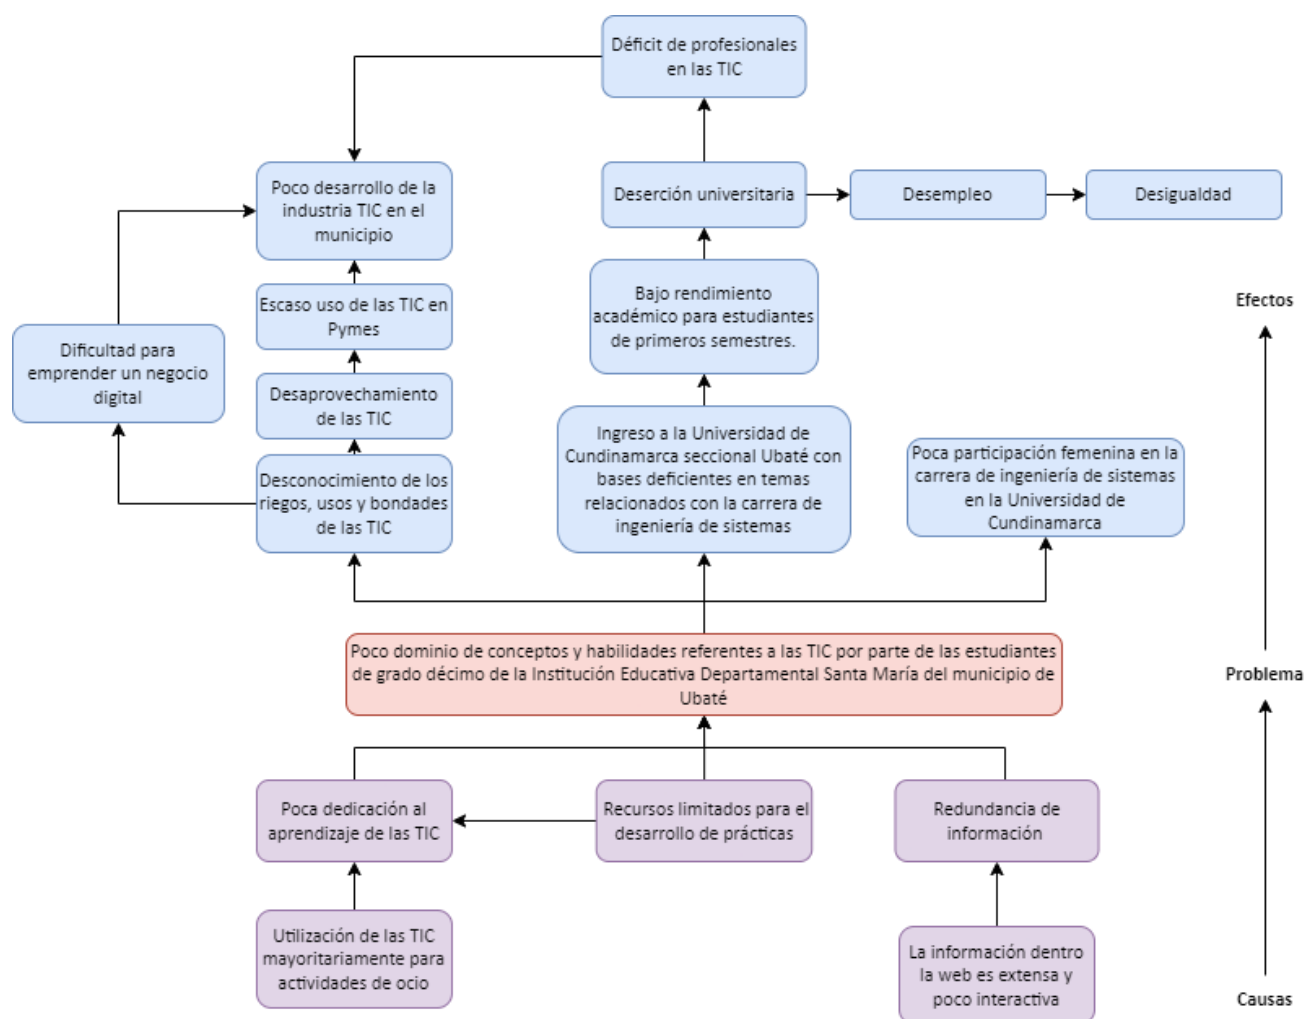 Déficit de profesionales
en las TIC
Poco desarrollo de la
industria TIC en el
municipio
Deserción universitaria
Desempleo
Desigualdad
Escaso uso de las TIC en
Pymes
Bajo rendimiento
académico para estudiantes
de primeros semestres.
Efectos
Dificultad para
emprender un negocio
digital
Desaprovechamiento
de las TIC
Ingreso a la Universidad de
Cundinamarca seccional Ubaté con
bases deficientes en temas
relacionados con la carrera de
ingeniería de sistemas
Poca participación femenina en la
carrera de ingeniería de sistemas
en la Universidad de
Cundinamarca
Desconocimiento de los
riegos, usos y bondades
de las TIC
Poco dominio de conceptos y habilidades referentes a las TIC por parte de las estudiantes
de grado décimo de la Institución Educativa Departamental Santa María del municipio de
Ubaté
Problema
Poca dedicación al
aprendizaje de las TIC
Recursos limitados para el
desarrollo de prácticas
Redundancia de
información
Utilización de las TIC
mayoritariamente para
actividades de ocio
La información dentro
la web es extensa y
poco interactiva
Causas